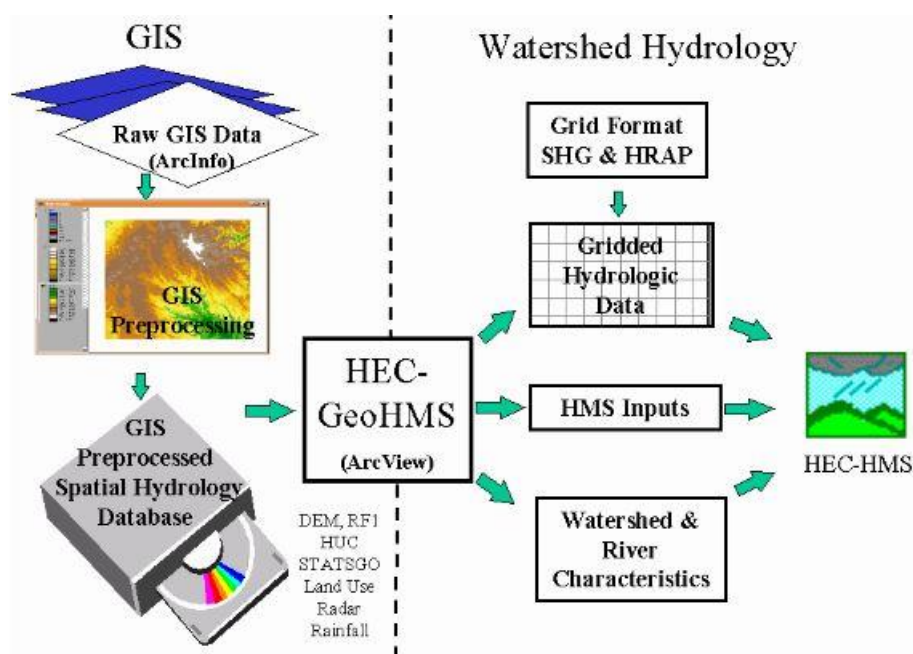 GIS
Raw GIS Data
(ArcInfo)
GIS
Preprocessing
GIS
Preprocessed
Spatial Hydrology
Database
DEM, RF1
HUC
STATSGO
Land Use
Radar
Rainfall
HEC-
GeoHMS
(ArcView)
Watershed Hydrology
Grid Format
SHG & HRAP
Gridded
Hydrologic
Data
HMS Inputs
Watershed &
River
Characteristics
HEC-HMS